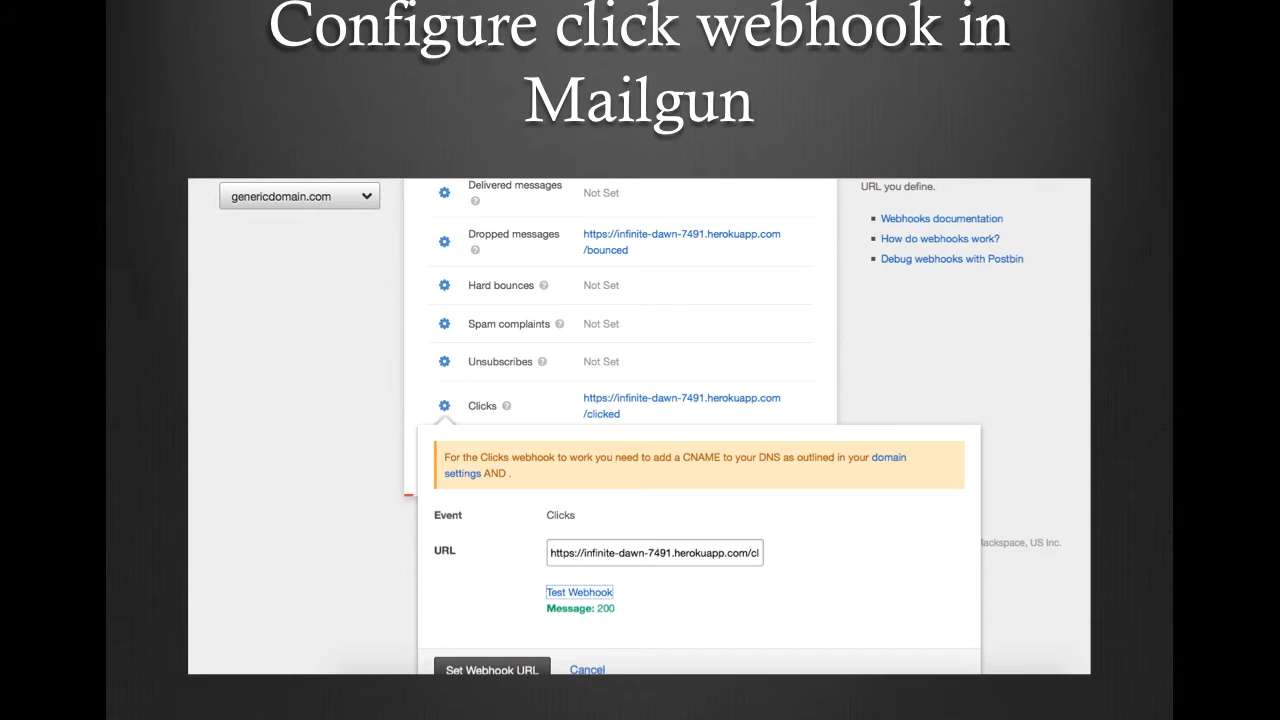 Configure click webhook in
Mailgun
genericdomain.com
Delivered messages
?
Not Set
Dropped messages
?
https://infinite-dawn-7491.herokuapp.com
/bounced
Hard bounces ?
Not Set
Spam complaints ?
Not Set
Unsubscribes ?
Not Set
Clicks ?
https://infinite-dawn-7491.herokuapp.com
/clicked
URL you define.
Webhooks documentation
How do webhooks work?
Debug webhooks with Postbin
For the Clicks webhook to work you need to add a CNAME to your DNS as outlined in your domain
settings AND .
Event
Clicks
URL
https://infinite-dawn-7491.herokuapp.com/cl
Test Webhook
Message: 200
Set Webhook URL
Cancel
Rackspace, US Inc.